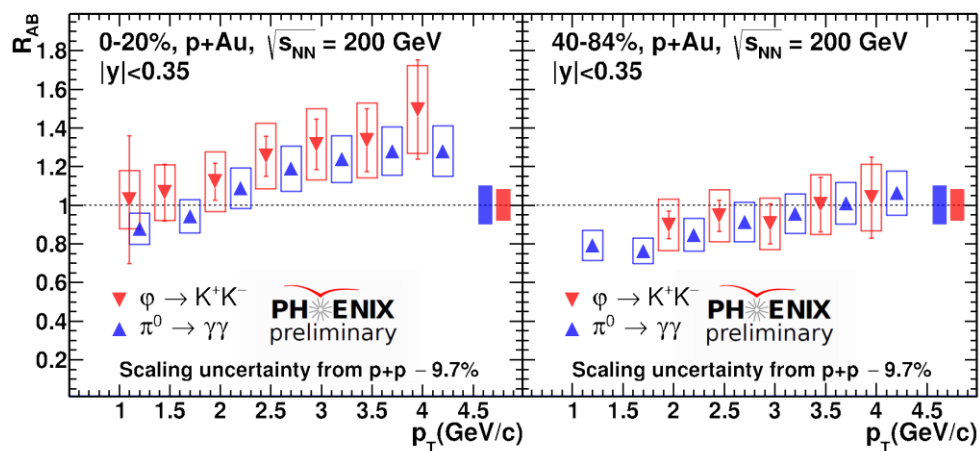 R_AB
0-20%, p+Au, √s_NN = 200 GeV
|y|<0.35
1.8
1.6
1.4
1.2
1
0.8
0.6
0.4
0.2
φ → K⁺K⁻
π⁰ → γγ
PHENIX
preliminary
Scaling uncertainty from p+p − 9.7%
1 1.5 2 2.5 3 3.5 4 4.5
p_T(GeV/c)
40-84%, p+Au, √s_NN = 200 GeV
|y|<0.35
φ → K⁺K⁻
π⁰ → γγ
PHENIX
preliminary
Scaling uncertainty from p+p − 9.7%
1 1.5 2 2.5 3 3.5 4 4.5
p_T(GeV/c)